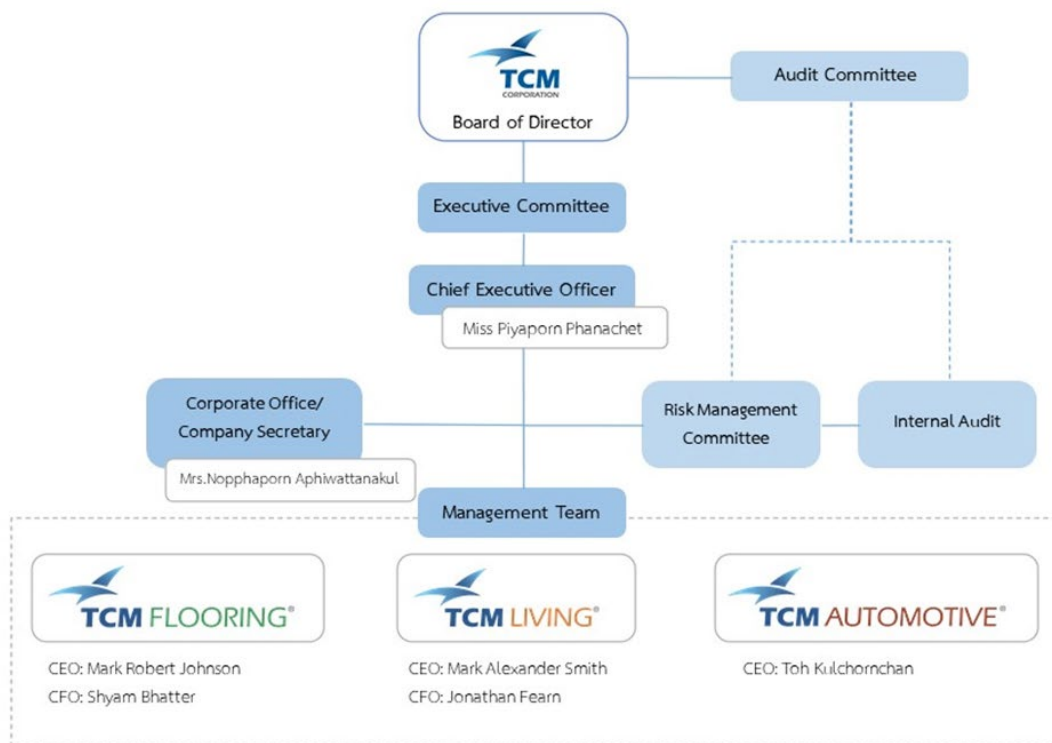 TCM
CORPORATION
Board of Director
Audit Committee
Executive Committee
Chief Executive Officer
Miss Piyaporn Phanachet
Corporate Office/
Company Secretary
Mrs.Nopphaporn Aphiwattanakul
Risk Management
Committee
Internal Audit
Management Team
TCM FLOORING®
CEO: Mark Robert Johnson
CFO: Shyam Bhatter
TCM LIVING®
CEO: Mark Alexander Smith
CFO: Jonathan Fearn
TCM AUTOMOTIVE®
CEO: Toh Kulchornchan